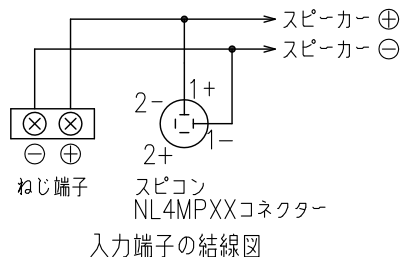 スピーカー ⊕
スピーカー ⊖
1+
2-
1-
2+
⊖ ⊕
ねじ端子
スピコン
NL4MPXXコネクター
入力端子の結線図